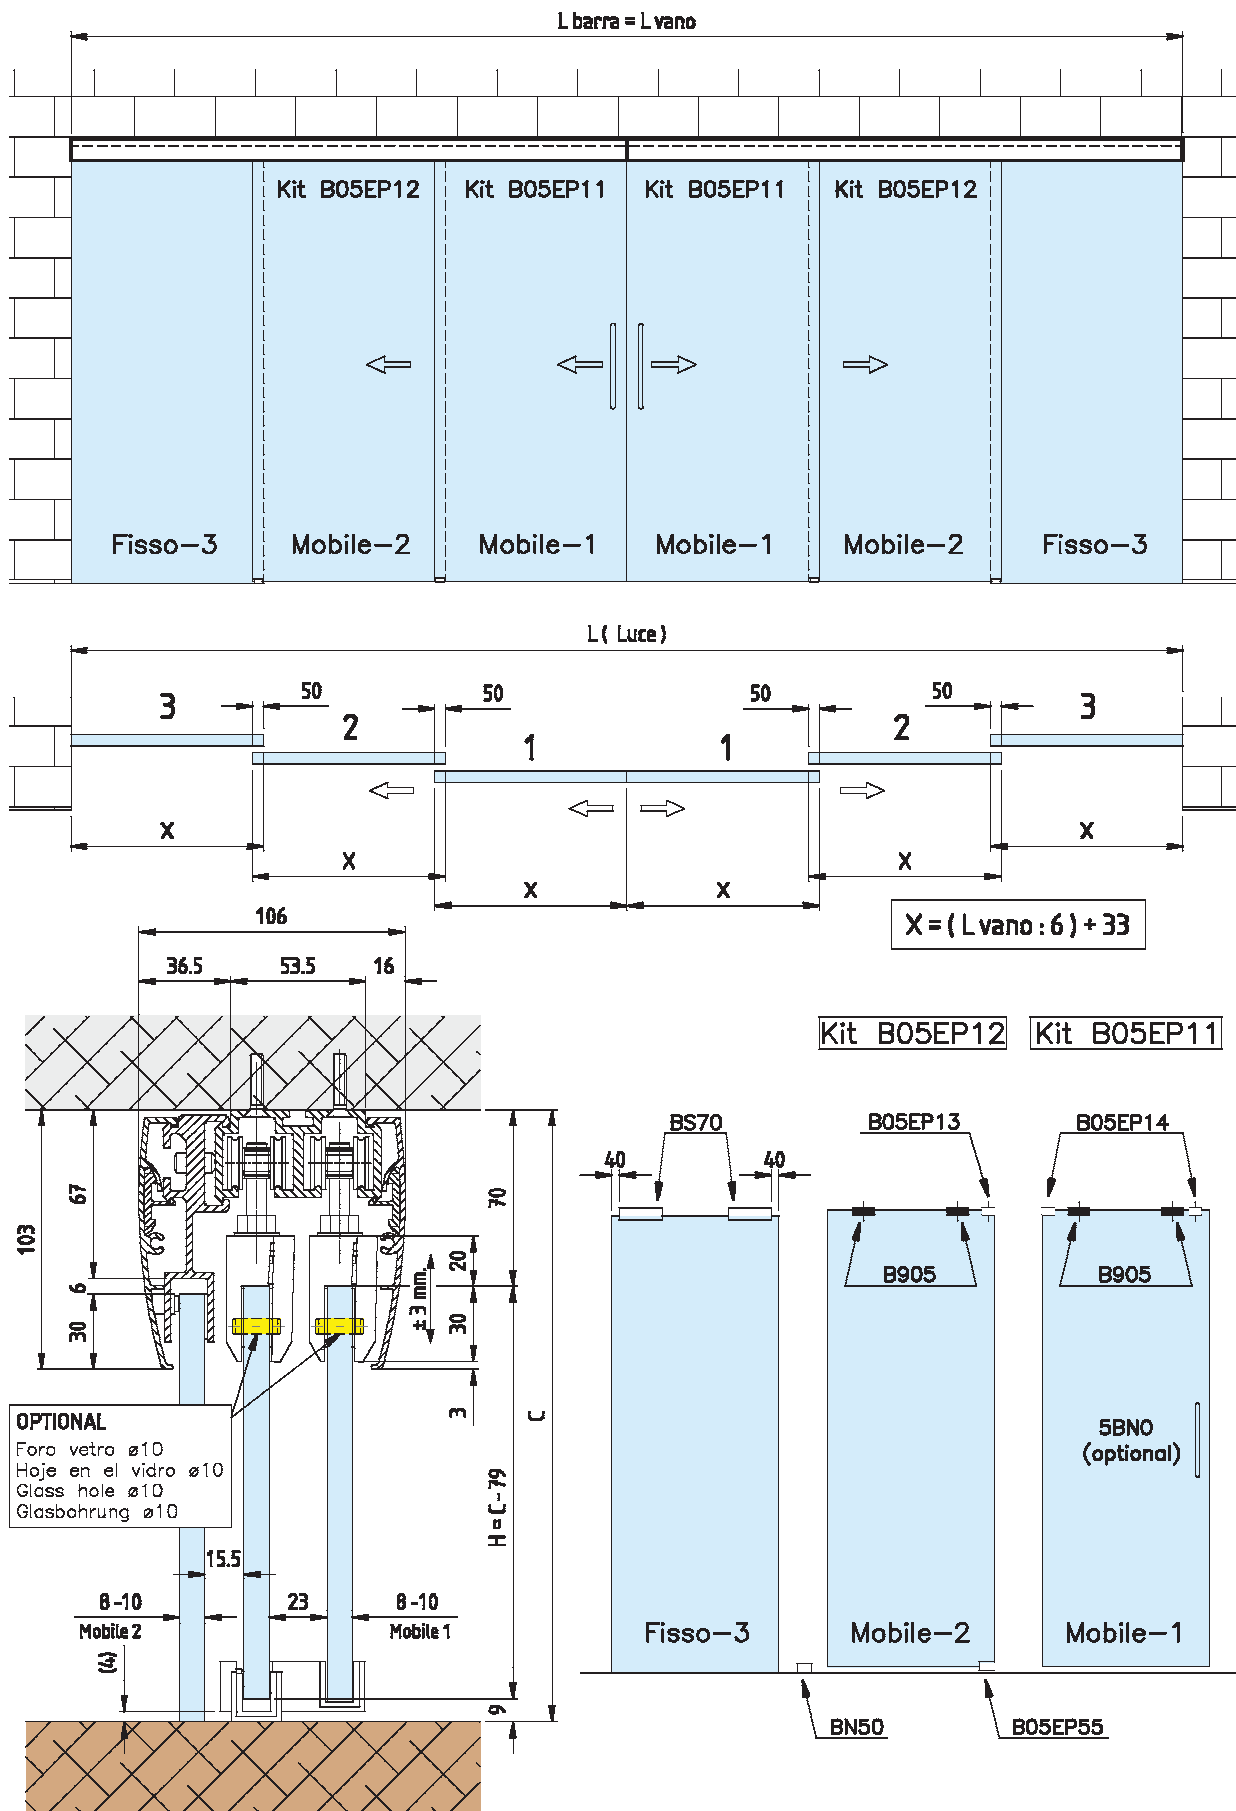 L barra = L vano
Kit B05EP12
Kit B05EP11
Kit B05EP11
Kit B05EP12
Fisso-3
Mobile-2
Mobile-1
Mobile-1
Mobile-2
Fisso-3
L ( Luce )
3
50
2
50
1
1
50
2
50
3
X
X
X
X
X
X
X = ( L vano : 6 ) + 33
106
36.5
53.5
16
103
67
6
30
70
20
± 3 mm.
30
3
C
H = C - 79
9
OPTIONAL
Foro vetro ø10
Hoje en el vidro ø10
Glass hole ø10
Glasbohrung ø10
15.5
8-10
Mobile 2
23
8-10
Mobile 1
(4)
Kit B05EP12
Kit B05EP11
BS70
40
40
B05EP13
B05EP14
B905
B905
5BN0
(optional)
Fisso-3
Mobile-2
Mobile-1
BN50
B05EP55